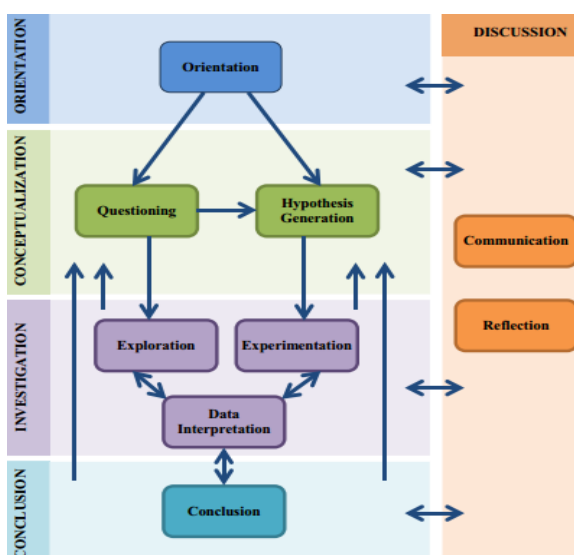 ORIENTATION
Orientation
DISCUSSION
CONCEPTUALIZATION
Questioning
Hypothesis
Generation
Communication
Reflection
INVESTIGATION
Exploration
Experimentation
Data
Interpretation
CONCLUSION
Conclusion